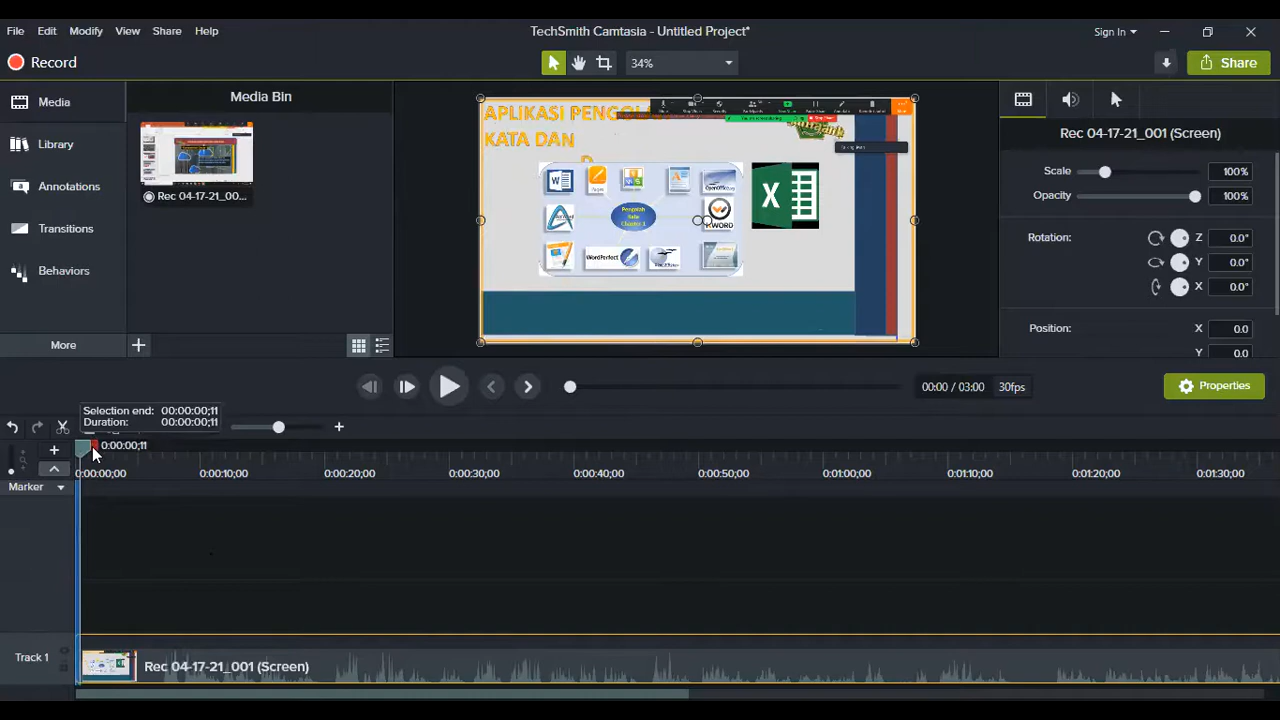 File Edit Modify View Share Help
TechSmith Camtasia - Untitled Project*
Sign In
Record
34%
Share
Media
Library
Annotations
Transitions
Behaviors
More
Media Bin
Rec 04-17-21_00...
APLIKASI PENGOL
KATA DAN
Pengolah
Kata
Chapter 1
WordPerfect
WORD
Rec 04-17-21_001 (Screen)
Scale 100%
Opacity 100%
Rotation: Z 0.0°
Y 0.0°
X 0.0°
Position: X 0.0
Y 0.0
00:00 / 03:00 30fps
Properties
Selection end: 00:00:00;11
Duration: 00:00:00;11
0:00:00;11
0:00:00;00 0:00:10;00 0:00:20;00 0:00:30;00 0:00:40;00 0:00:50;00 0:01:00;00 0:01:10;00 0:01:20;00 0:01:30;00
Marker
Track 1
Rec 04-17-21_001 (Screen)